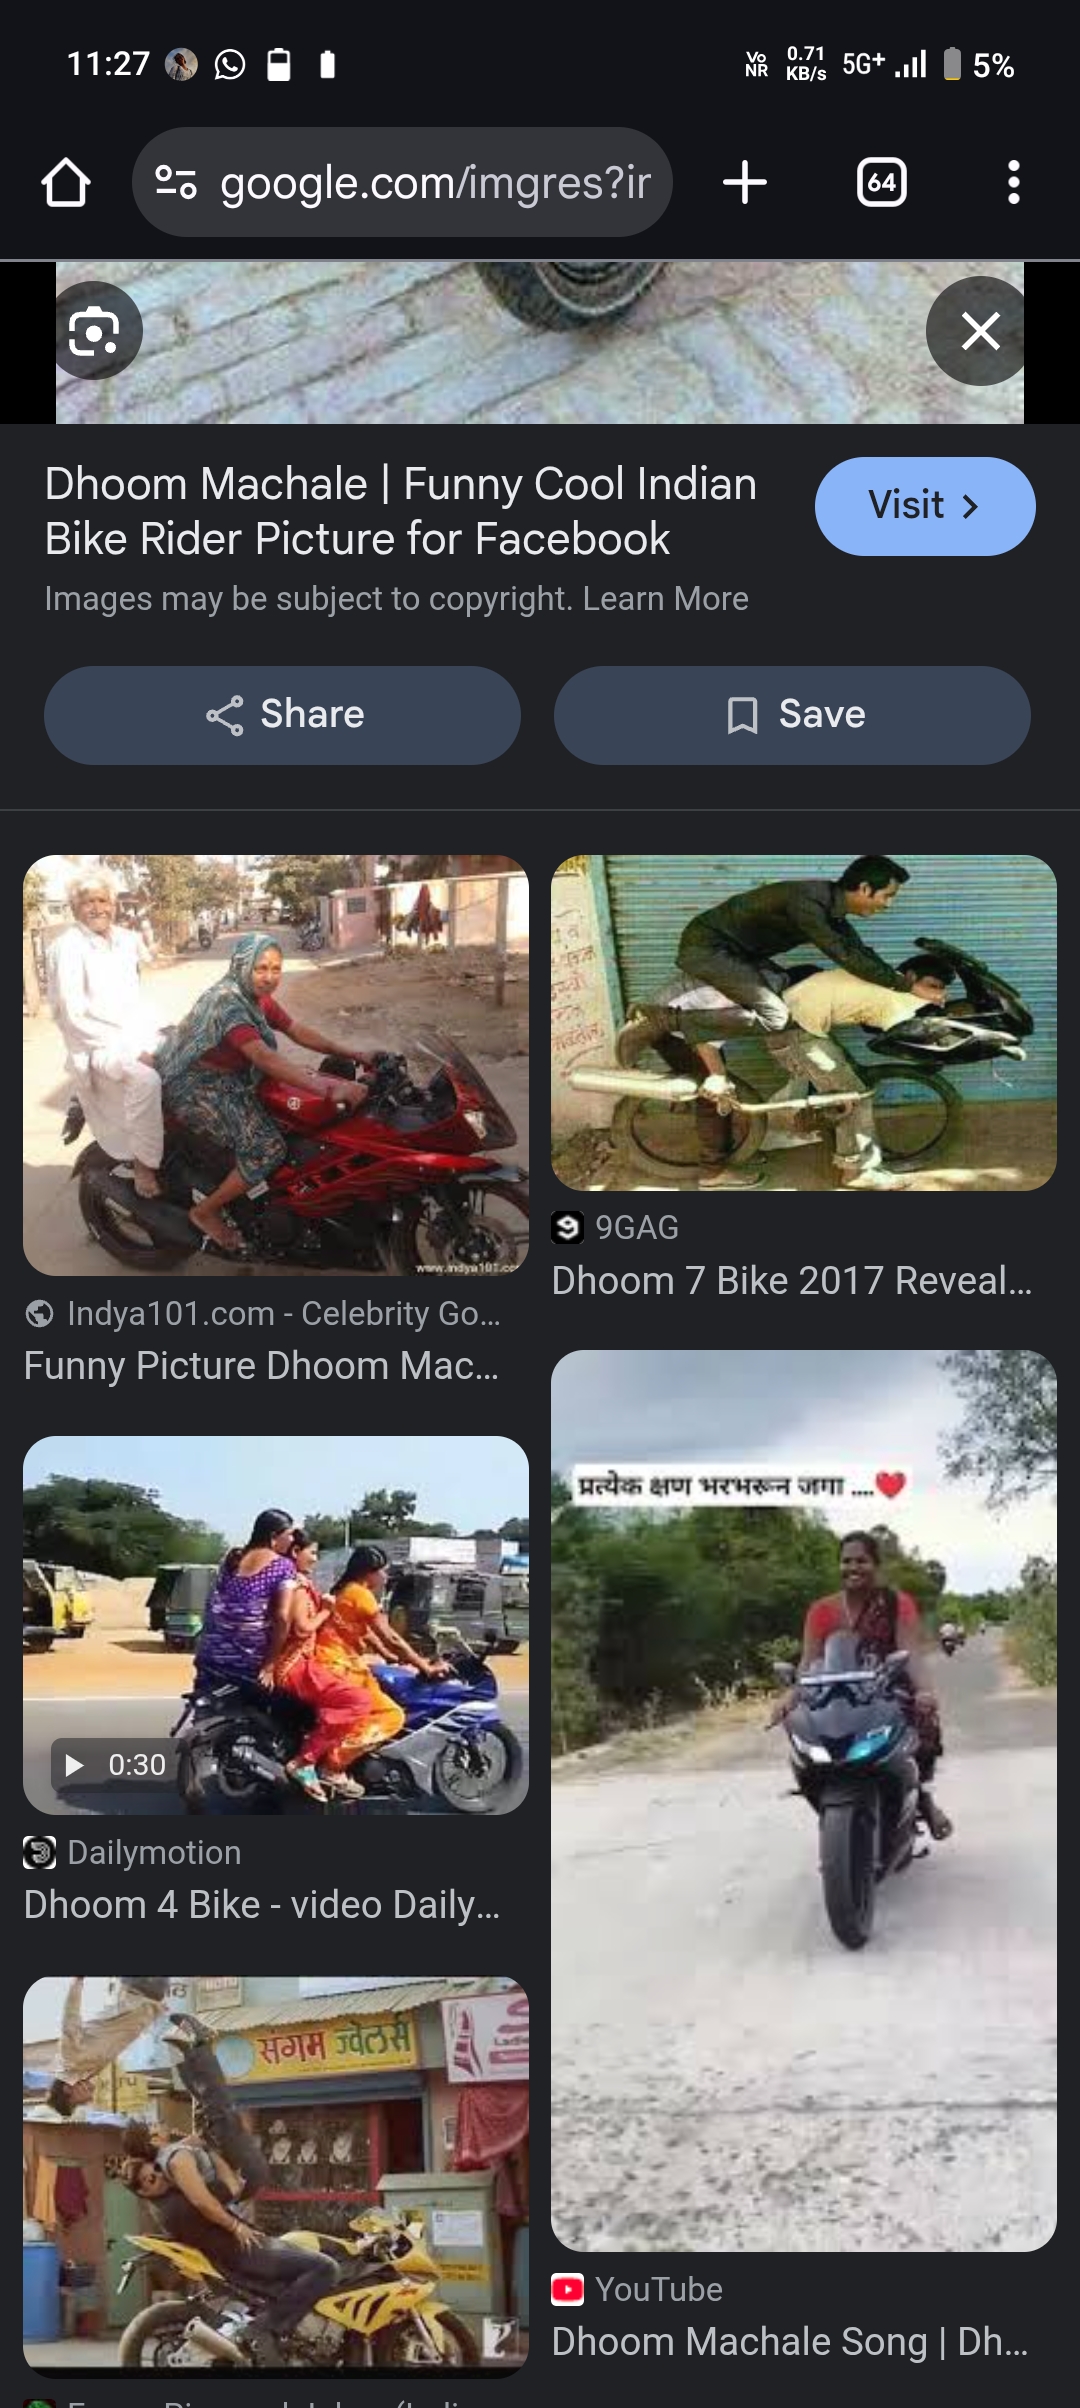 11:27
Vo NR 0.71 KB/s 5G+ 5%
google.com/imgres?ir
64
Dhoom Machale | Funny Cool Indian
Bike Rider Picture for Facebook
Visit
Images may be subject to copyright. Learn More
Share
Save
www.indya101.co
Indya101.com - Celebrity Go...
Funny Picture Dhoom Mac...
9GAG
Dhoom 7 Bike 2017 Reveal...
0:30
Dailymotion
Dhoom 4 Bike - video Daily...
प्रत्येक क्षण भरभरून जगा ....❤️
संगम ज्वेलर्स
YouTube
Dhoom Machale Song | Dh...